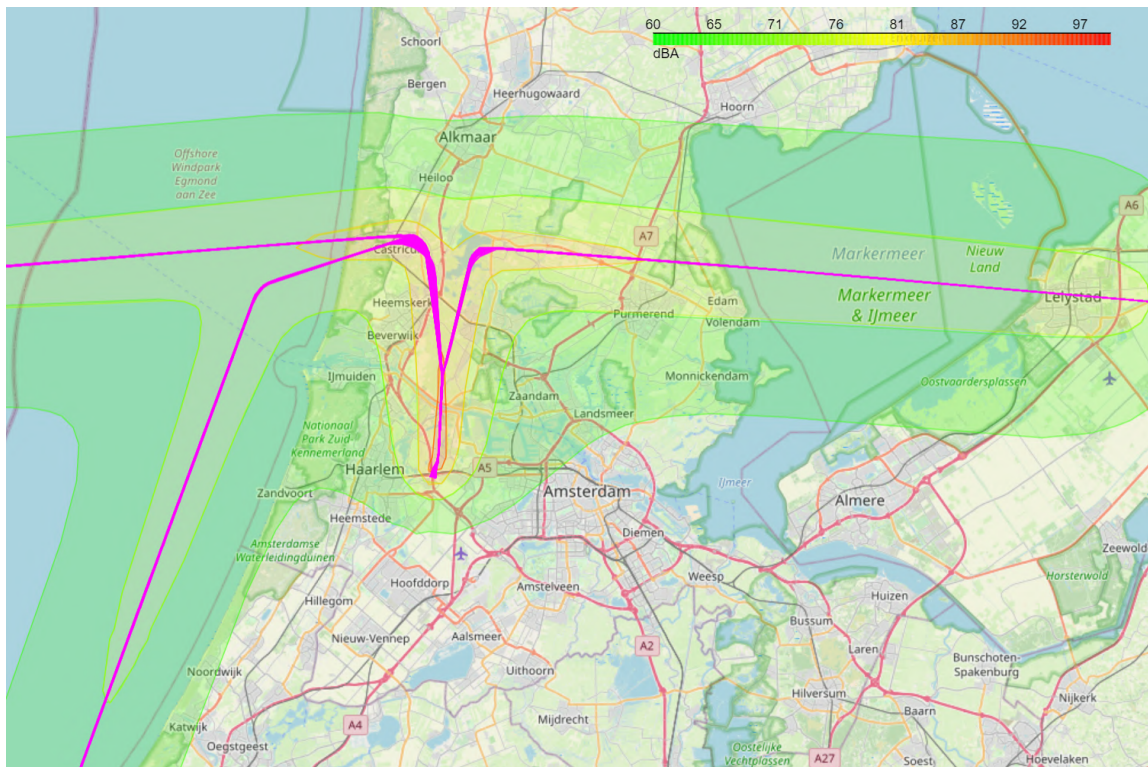 60 65 71 76 81 87 92 97
dBA
Schoorl
Bergen
Heerhugowaard
Hoorn
Alkmaar
Offshore
Windpark
Egmond
aan Zee
Heiloo
A6
A7
Markermeer
Nieuw
Land
Markermeer
& IJmeer
Lelystad
Heemskerk
Edam
Volendam
Purmerend
Beverwijk
IJmuiden
Monnickendam
Oostvaardersplassen
Zaandam
Landsmeer
Nationaal
Park Zuid
Kennemerland
Haarlem
A5
IJmeer
Zandvoort
Amsterdam
Almere
Heemstede
Diemen
Amsterdamse
Waterleidingduinen
Weesp
Zeewold
Horsterwold
Hoofddorp
Amstelveen
Huizen
Hillegom
Bussum
Nieuw-Vennep
Aalsmeer
A2
Laren
Bunschoten-
Spakenburg
Noordwijk
Uithoorn
Hilversum
Nijkerk
Katwijk
A4
Mijdrecht
Baarn
Oegstgeest
Oostelijke
Vechtplassen
A27
Soest
Hoevelaken